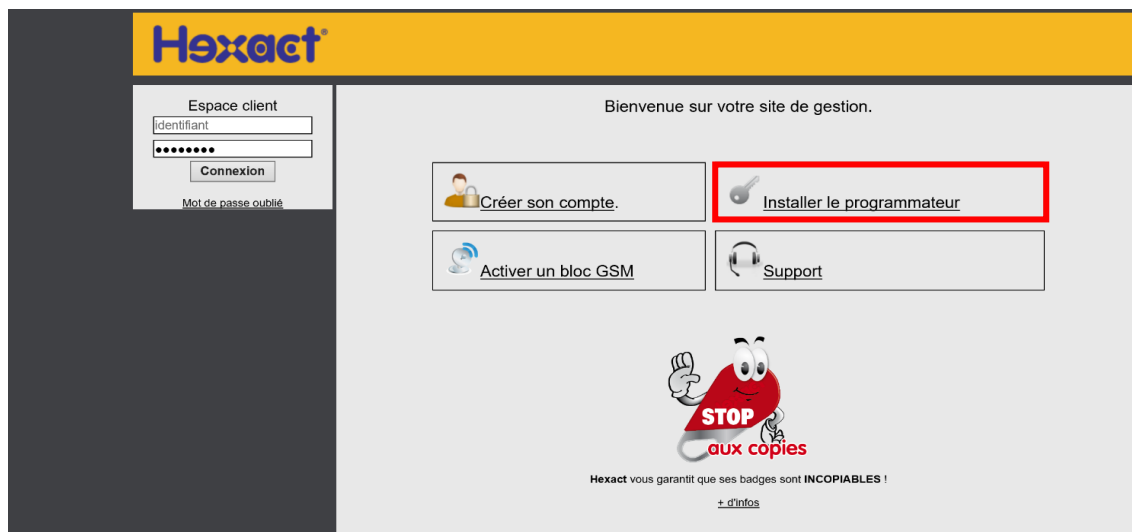 Hexact®
Espace client
identifiant
••••••••
Connexion
Mot de passe oublié
Bienvenue sur votre site de gestion.
Créer son compte.
Installer le programmateur
Activer un bloc GSM
Support
STOP
aux copies
Hexact vous garantit que ses badges sont INCOPIABLES !
+ d'infos